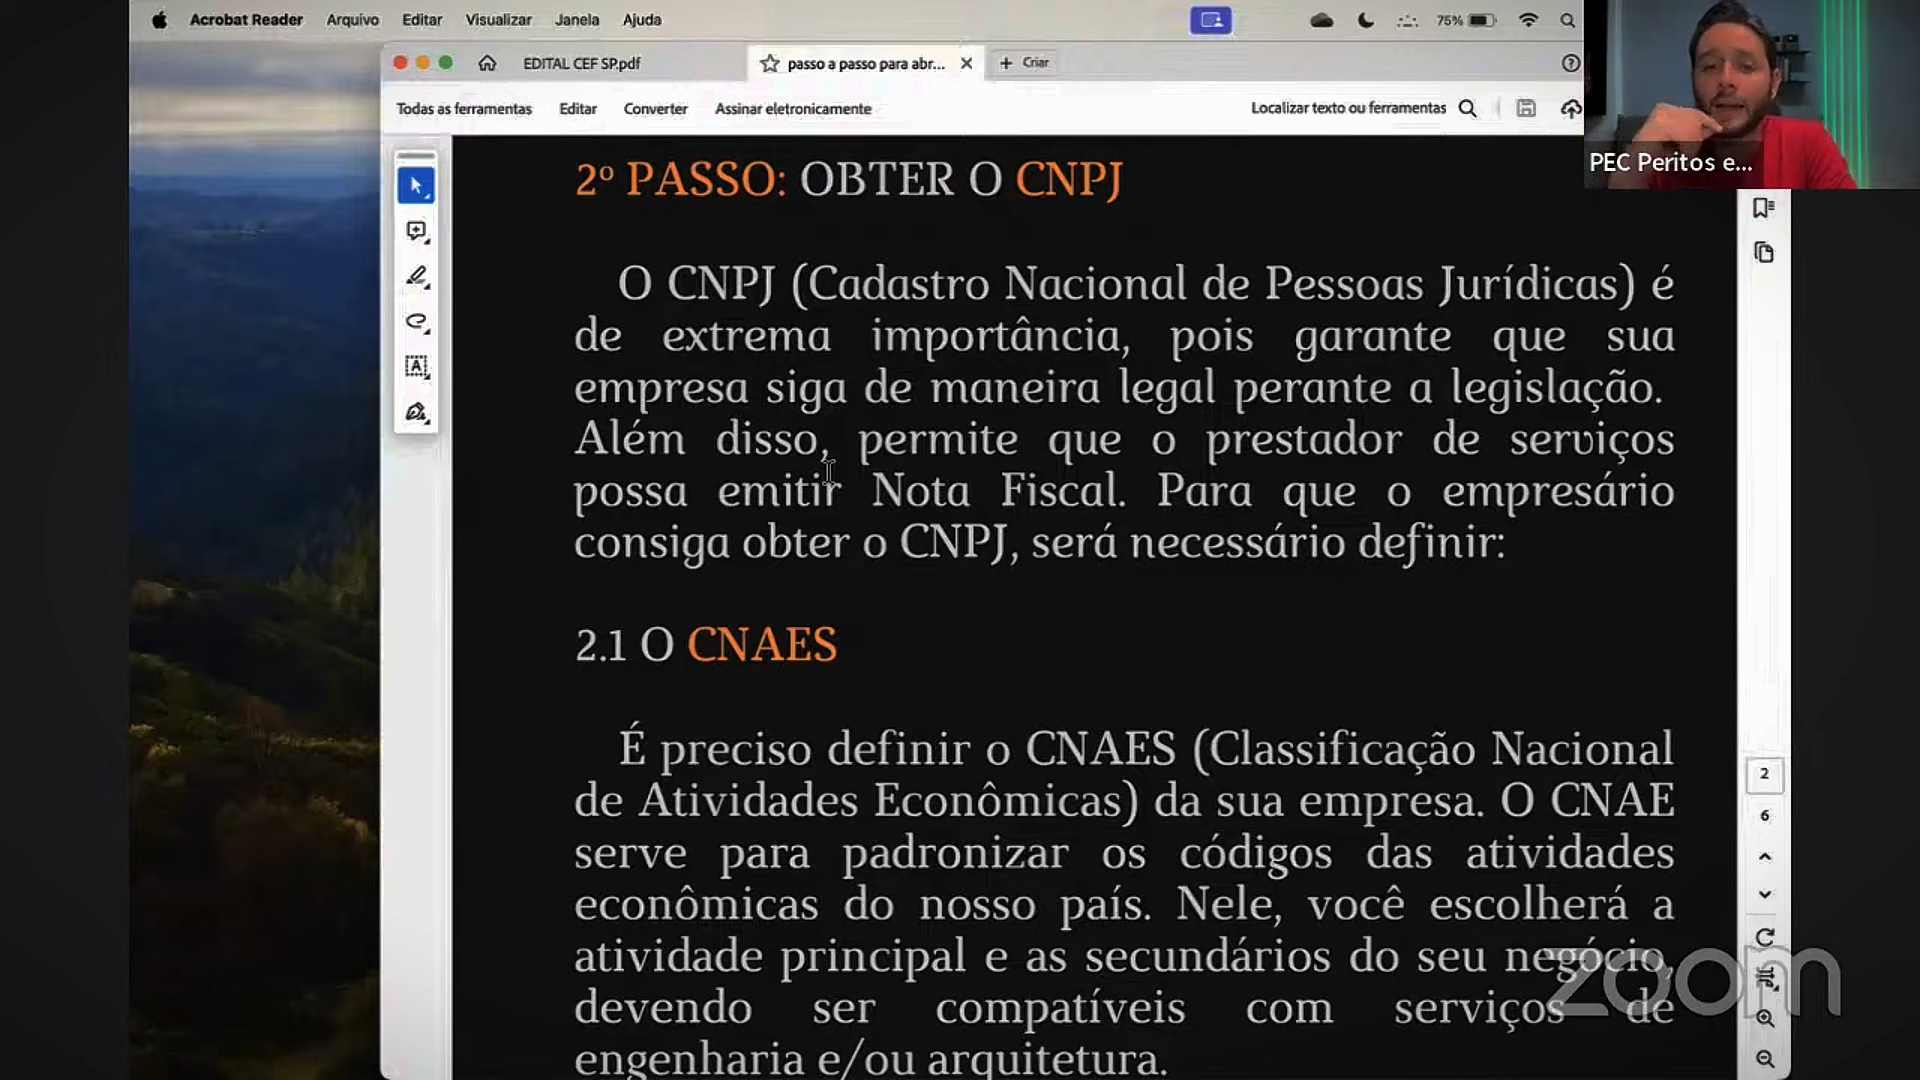 Acrobat Reader Arquivo Editar Visualizar Janela Ajuda 75%
EDITAL CEF SP.pdf passo a passo para abr... Criar
Todas as ferramentas Editar Converter Assinar eletronicamente Localizar texto ou ferramentas
PEC Peritos e...
2º PASSO: OBTER O CNPJ
O CNPJ (Cadastro Nacional de Pessoas Jurídicas) é
de extrema importância, pois garante que sua
empresa siga de maneira legal perante a legislação.
Além disso, permite que o prestador de serviços
possa emitir Nota Fiscal. Para que o empresário
consiga obter o CNPJ, será necessário definir:
2.1 O CNAES
É preciso definir o CNAES (Classificação Nacional
de Atividades Econômicas) da sua empresa. O CNAE
serve para padronizar os códigos das atividades
econômicas do nosso país. Nele, você escolherá a
atividade principal e as secundários do seu negócio,
devendo ser compatíveis com serviços de
engenharia e/ou arquitetura.
2
6
zoom